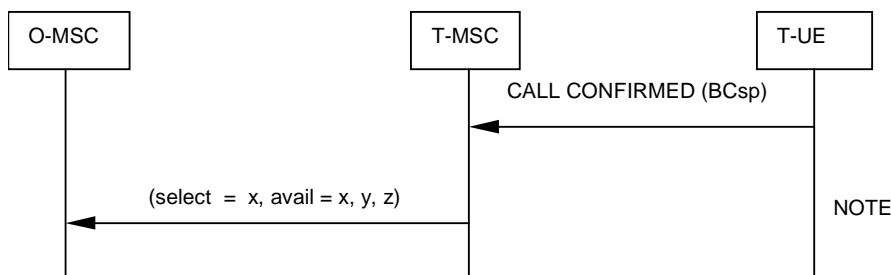 O-MSC
T-MSC
T-UE
CALL CONFIRMED (BCsp)
(select = x, avail = x, y, z)
NOTE